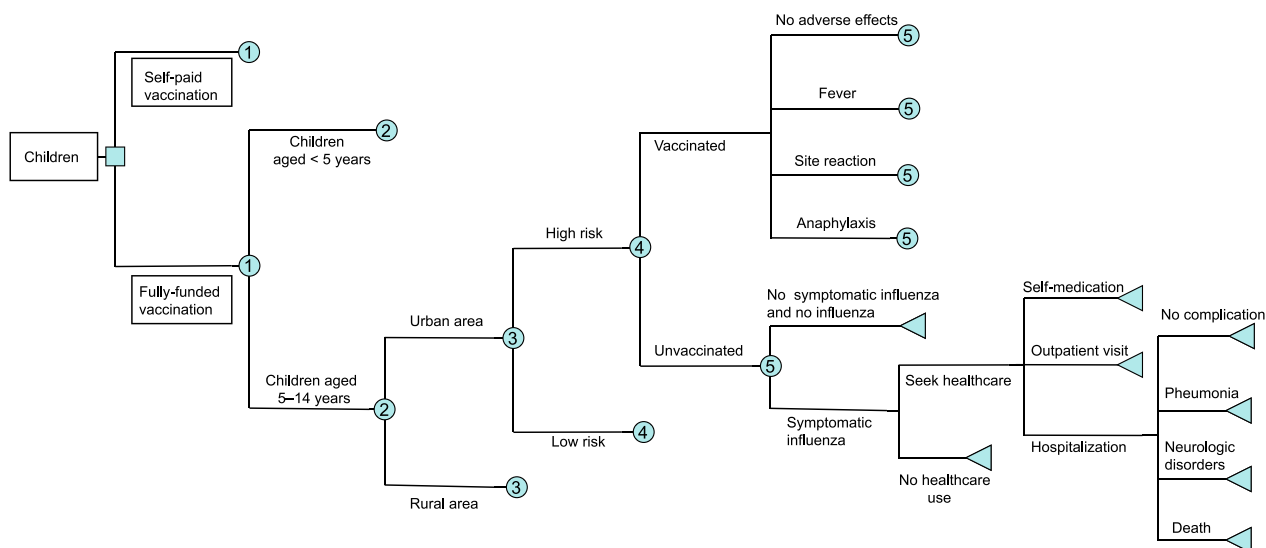 No adverse effects
5
1
Self-paid
vaccination
Fever
5
2
Children
aged < 5 years
Vaccinated
Children
Site reaction
5
High risk
4
Anaphylaxis
5
1
Fully-funded
vaccination
No  symptomatic influenza
and no influenza
Self-medication
No complication
Urban area
3
Unvaccinated
5
Outpatient visit
Seek healthcare
Children aged
5–14 years
2
Pheumonia
Low risk
4
Symptomatic
influenza
Hospitalization
Neurologic
disorders
Rural area
3
No healthcare
use
Death